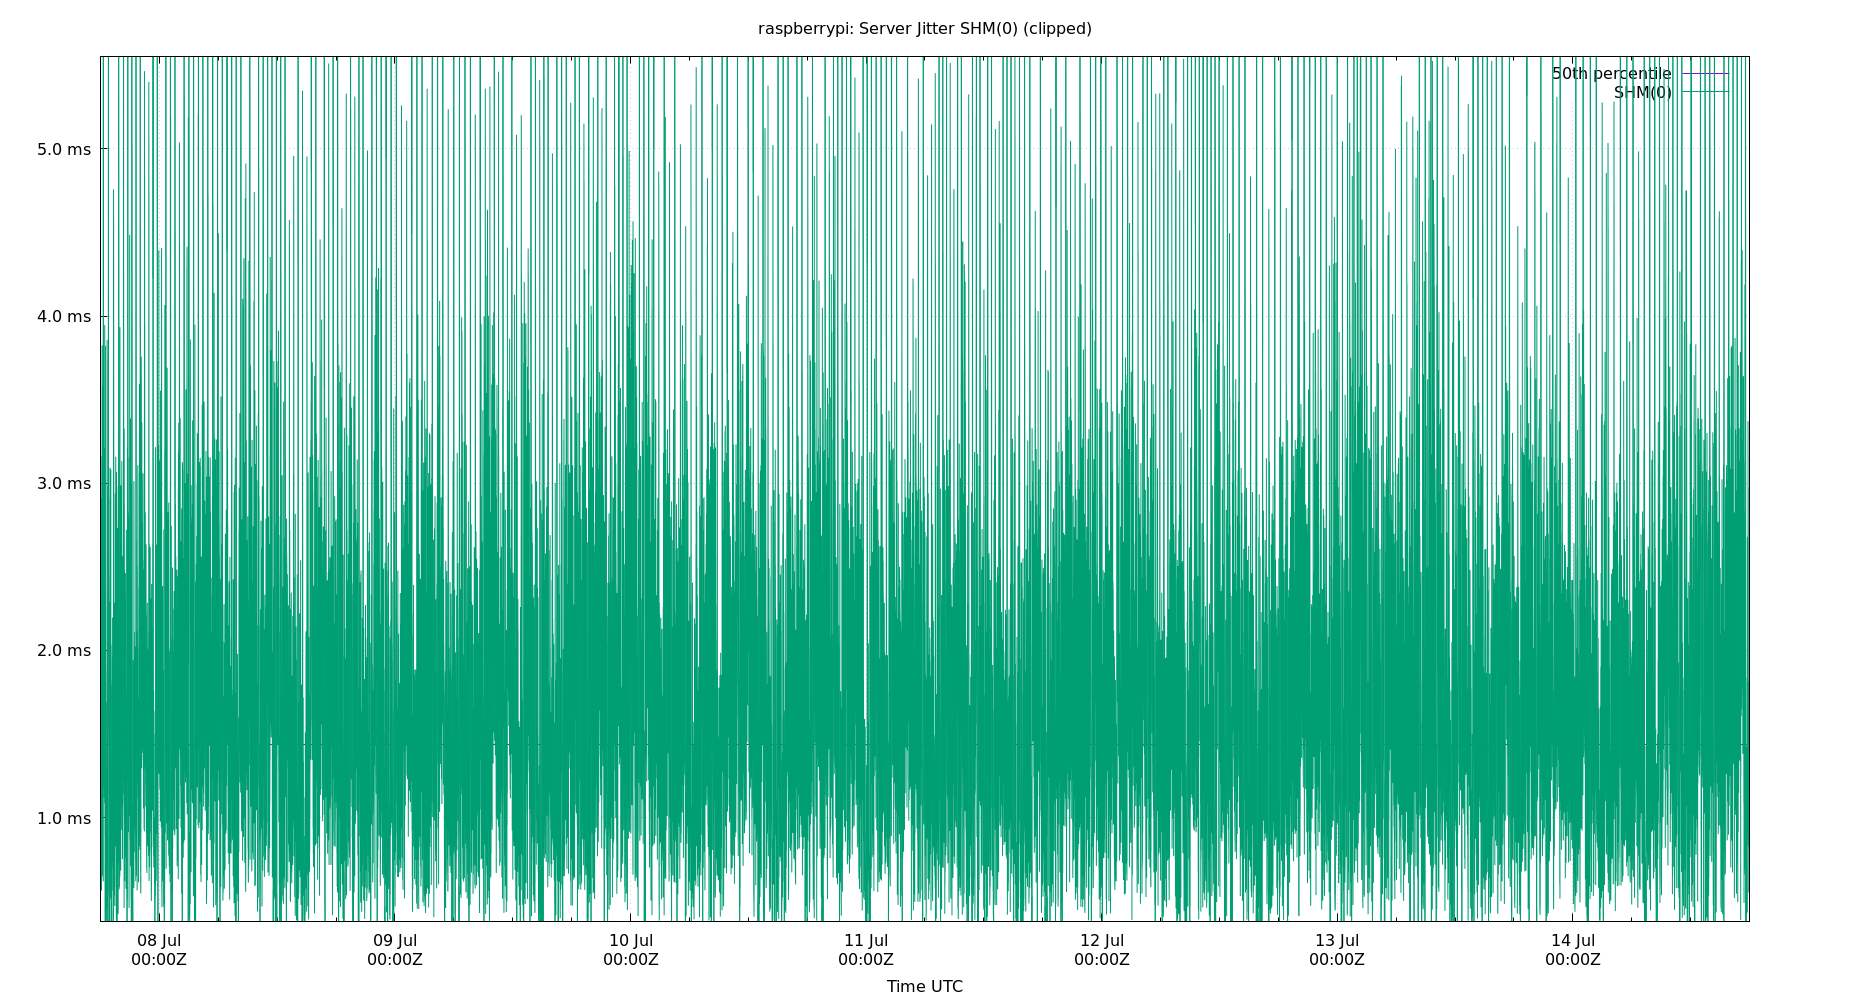 raspberrypi: Server Jitter SHM(0) (clipped)
50th percentile
SHM(0)
5.0 ms
4.0 ms
3.0 ms
2.0 ms
1.0 ms
08 Jul 09 Jul 10 Jul 11 Jul 12 Jul 13 Jul 14 Jul
00:00Z 00:00Z 00:00Z 00:00Z 00:00Z 00:00Z 00:00Z
Time UTC